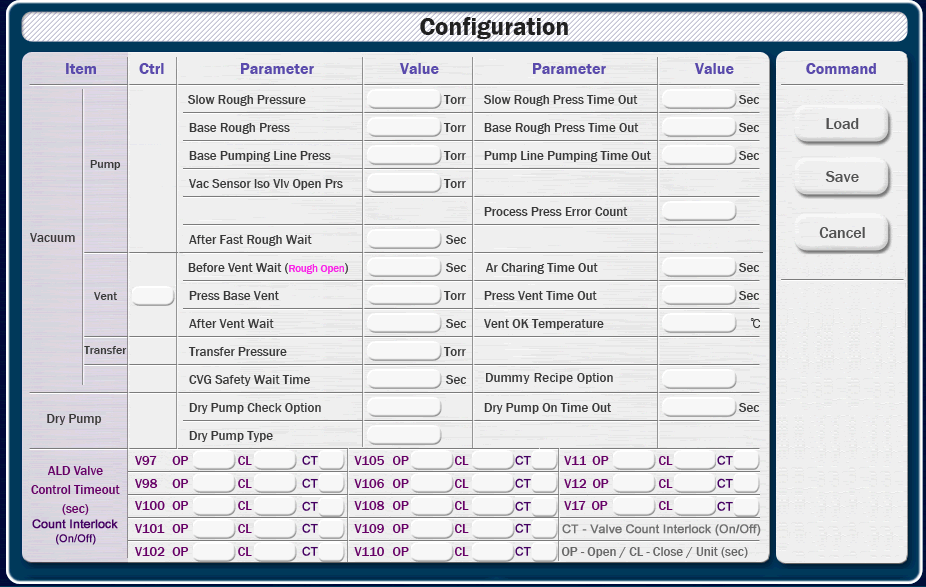 Configuration
Item Ctrl Parameter Value Parameter Value Command
Slow Rough Pressure Torr Slow Rough Press Time Out Sec
Load
Base Rough Press Torr Base Rough Press Time Out Sec
Base Pumping Line Press Torr Pump Line Pumping Time Out Sec
Pump
Save
Vac Sensor Iso Vlv Open Prs Torr
Process Press Error Count
Cancel
Vacuum
After Fast Rough Wait Sec
Before Vent Wait (Rough Open) Sec Ar Charing Time Out Sec
Vent Press Base Vent Torr Press Vent Time Out Sec
After Vent Wait Sec Vent OK Temperature ℃
Transfer Transfer Pressure Torr
CVG Safety Wait Time Sec Dummy Recipe Option
Dry Pump Check Option Dry Pump On Time Out Sec
Dry Pump
Dry Pump Type
ALD Valve
Control Timeout
(sec)
Count Interlock
(On/Off)
V97 OP CL CT V105 OP CL CT V11 OP CL CT
V98 OP CL CT V106 OP CL CT V12 OP CL CT
V100 OP CL CT V108 OP CL CT V17 OP CL CT
V101 OP CL CT V109 OP CL CT CT - Valve Count Interlock (On/Off)
V102 OP CL CT V110 OP CL CT OP - Open / CL - Close / Unit (sec)